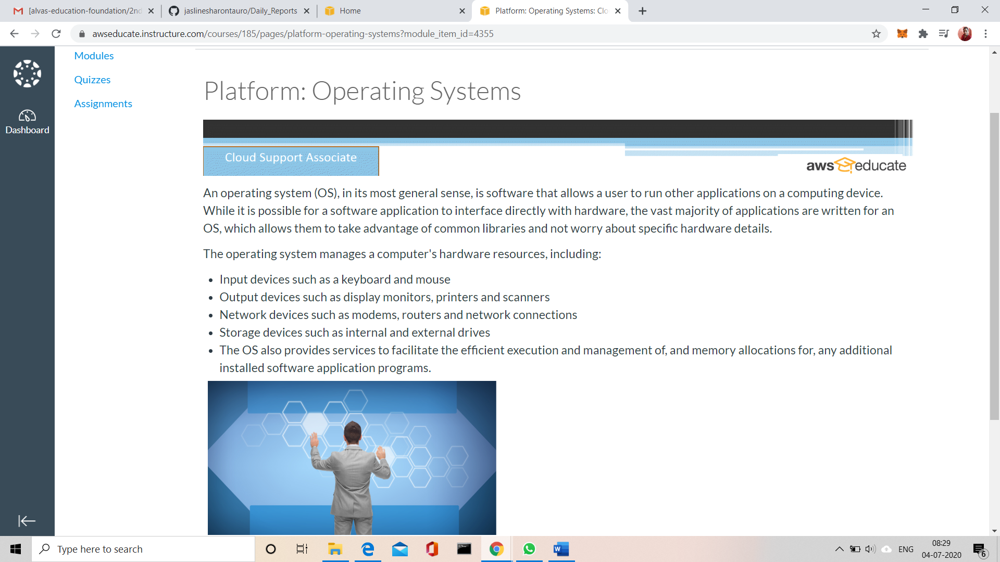 [alvas-education-foundation/2nd
jaslinesharontauro/Daily_Reports
Home
Platform: Operating Systems: Clo
awseducate.instructure.com/courses/185/pages/platform-operating-systems?module_item_id=4355
Modules
Quizzes
Assignments
Dashboard
Platform: Operating Systems
Cloud Support Associate
aws educate
An operating system (OS), in its most general sense, is software that allows a user to run other applications on a computing device.
While it is possible for a software application to interface directly with hardware, the vast majority of applications are written for an
OS, which allows them to take advantage of common libraries and not worry about specific hardware details.
The operating system manages a computer's hardware resources, including:
• Input devices such as a keyboard and mouse
• Output devices such as display monitors, printers and scanners
• Network devices such as modems, routers and network connections
• Storage devices such as internal and external drives
• The OS also provides services to facilitate the efficient execution and management of, and memory allocations for, any additional
installed software application programs.
Type here to search
W
ENG
08:29
04-07-2020
6